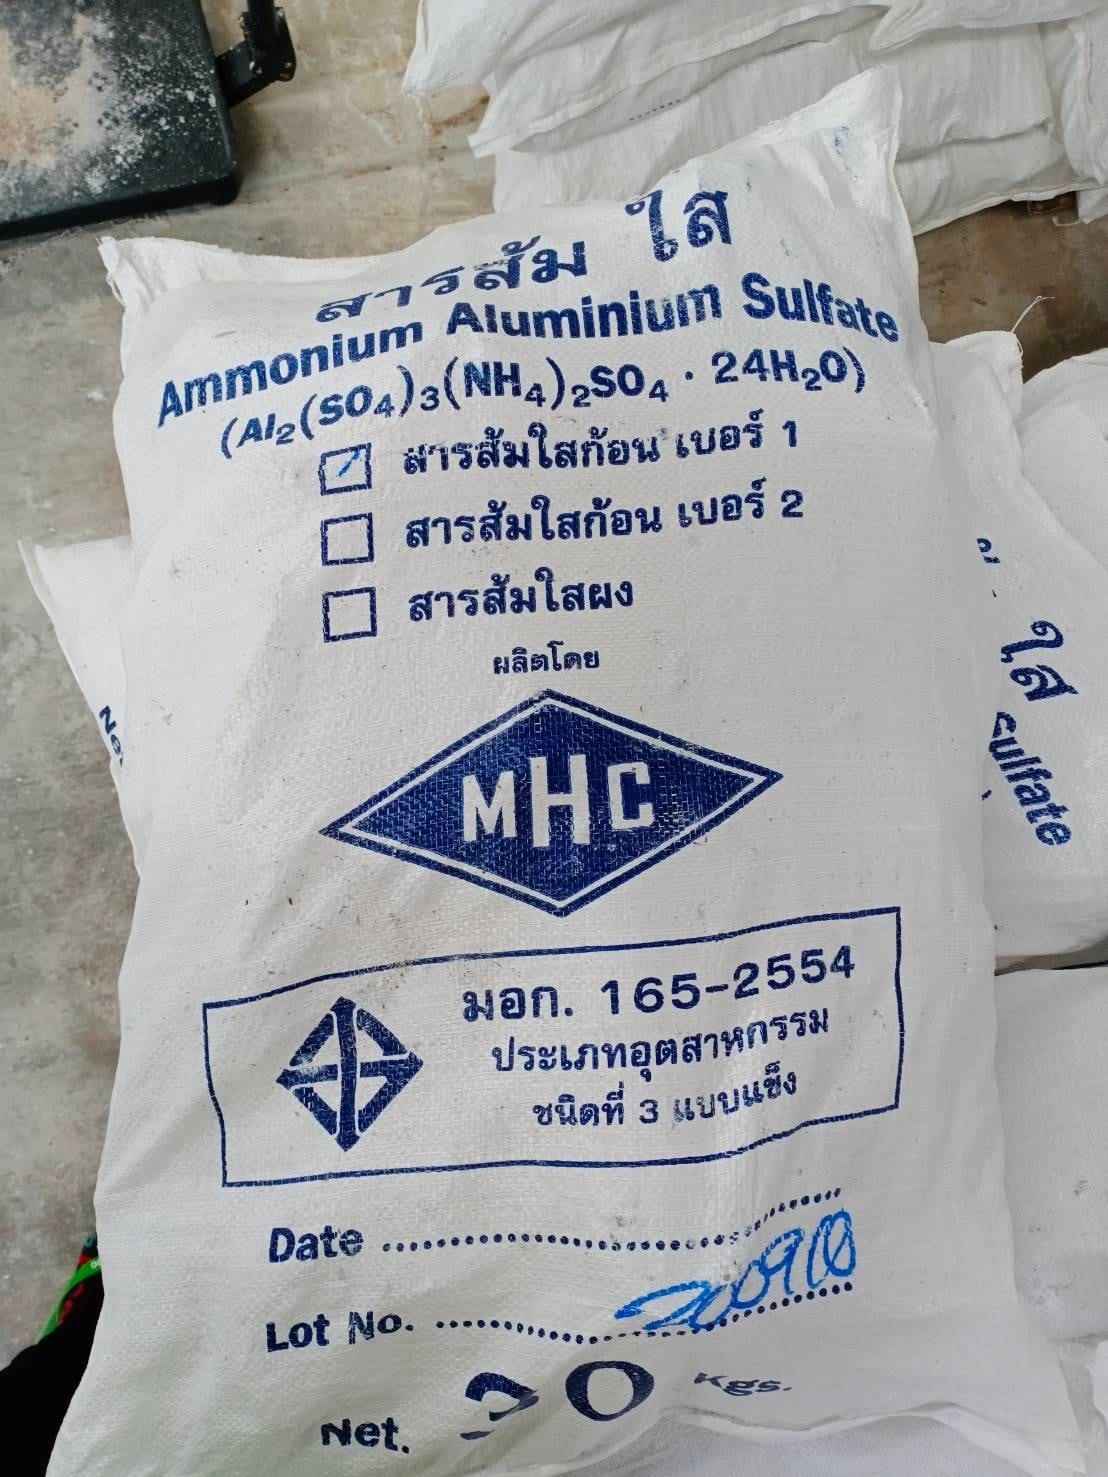 สารส้ม ใส
Ammonium Aluminium Sulfate
(Al₂(SO₄)₃(NH₄)₂SO₄ · 24H₂O)
สารส้มใสก้อน เบอร์ 1
สารส้มใสก้อน เบอร์ 2
สารส้มใสผง
ผลิตโดย
MHC
มอก. 165-2554
ประเภทอุตสาหกรรม
ชนิดที่ 3 แบบแข็ง
Date
Lot No.
Net. Kgs.
ใส
Sulfate